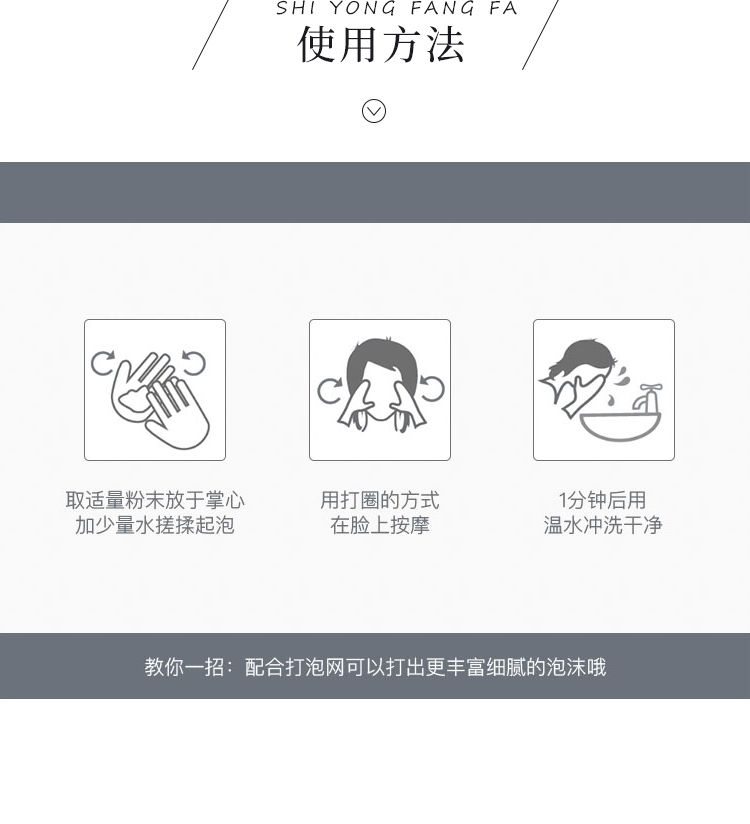 SHI YONG FANG FA
使用方法
取适量粉末放于掌心
加少量水搓揉起泡
用打圈的方式
在脸上按摩
1分钟后用
温水冲洗干净
教你一招：配合打泡网可以打出更丰富细腻的泡沫哦